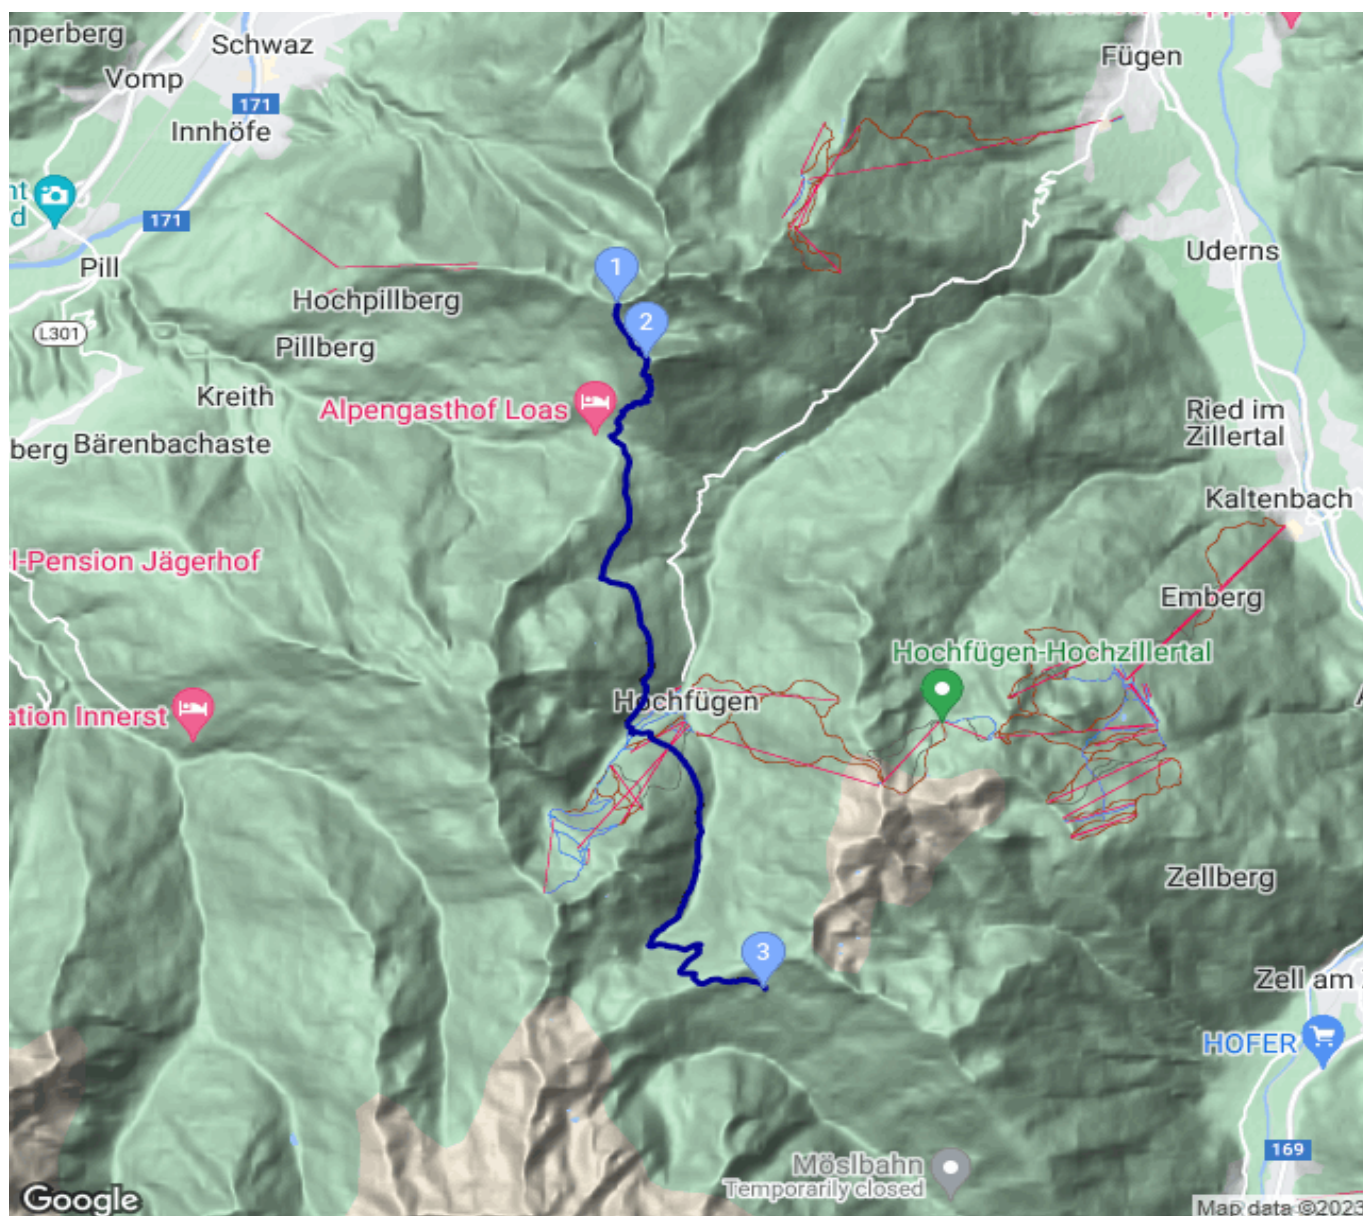 mperberg
Schwaz
Vomp
Fügen
171
Innhöfe
171
Uderns
Pill
1
Hochpillberg
2
L301
Pillberg
Kreith
Alpengasthof Loas
Ried im
Zillertal
berg
Bärenbachaste
Kaltenbach
l-Pension Jägerhof
Emberg
Hochfügen-Hochzillertal
Hochfügen
ation Innerst
Zellberg
3
Zell am
HOFER
169
Möslbahn
Temporarily closed
Google
Map data ©2023